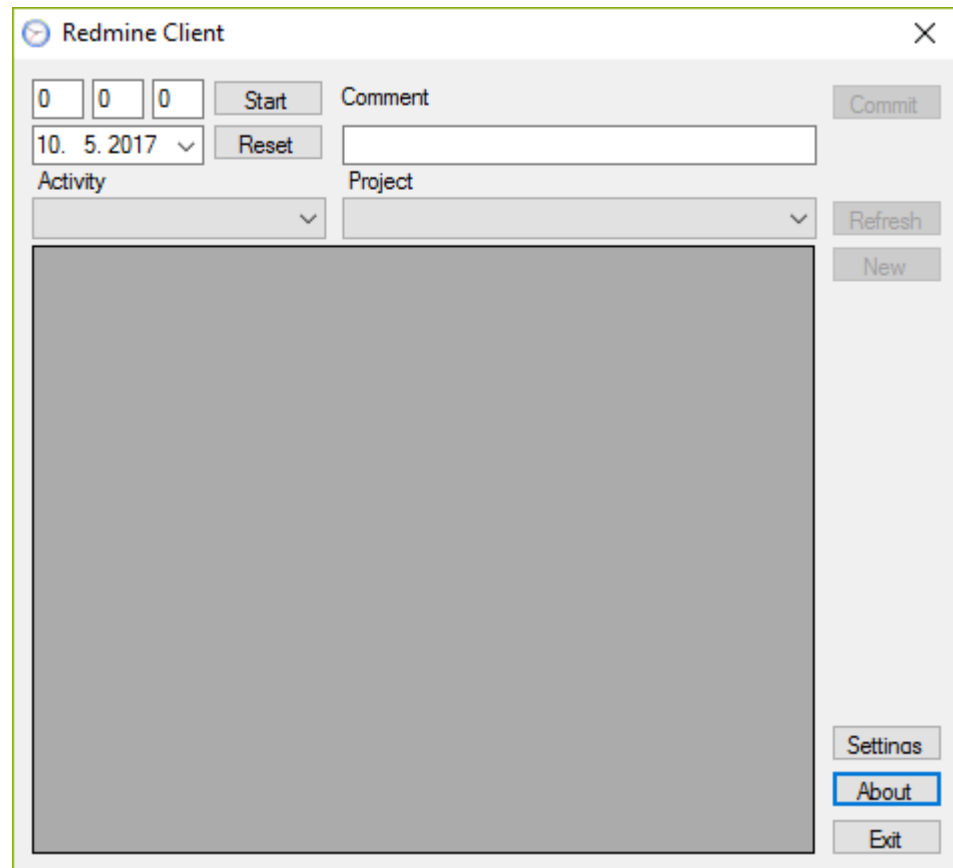 Redmine Client
0 0 0 Start Comment Commit
10. 5. 2017 Reset
Activity Project
Refresh
New
Settings
About
Exit